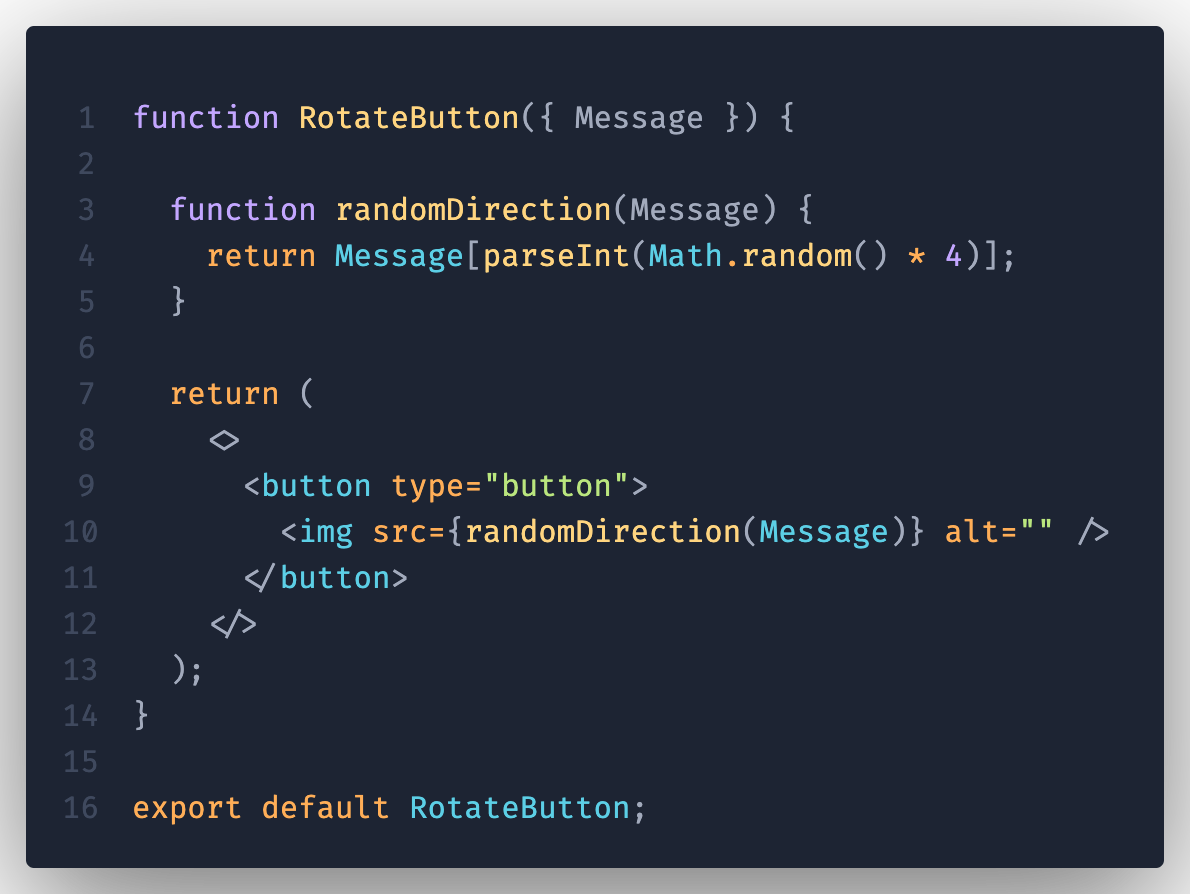 1 function RotateButton({ Message }) {
2
3   function randomDirection(Message) {
4     return Message[parseInt(Math.random() * 4)];
5   }
6
7   return (
8     <>
9       <button type="button">
10         <img src={randomDirection(Message)} alt="" />
11       </button>
12     </>
13   );
14 }
15
16 export default RotateButton;